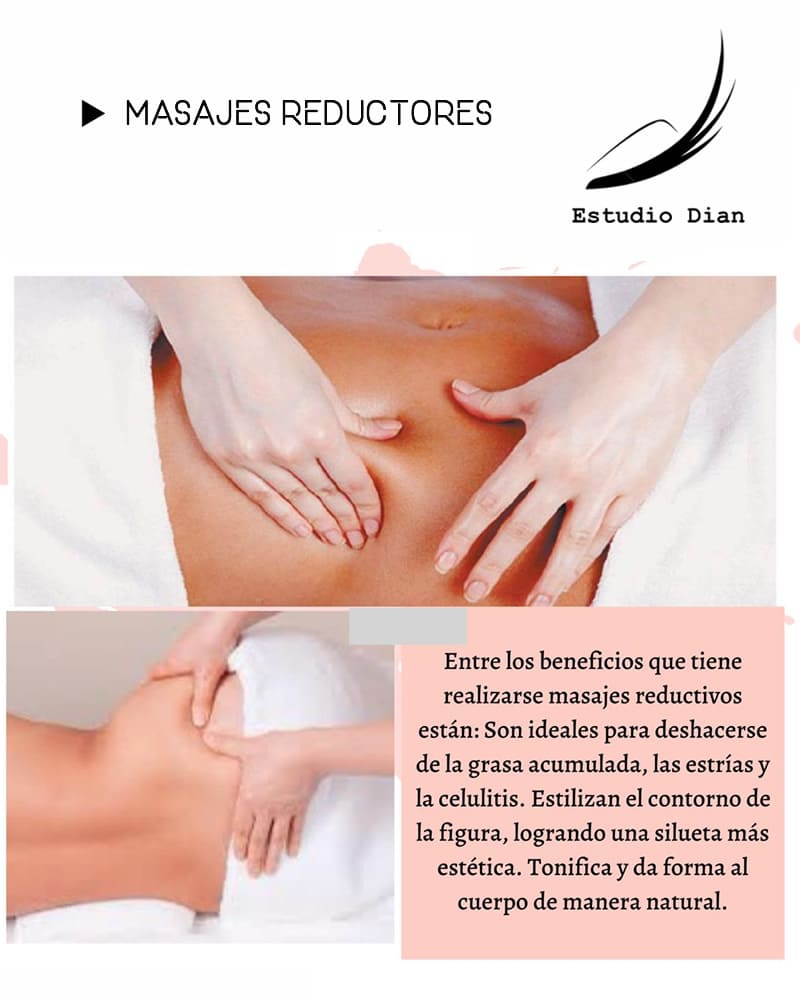 MASAJES REDUCTORES
Estudio Dian
Entre los beneficios que tiene
realizarse masajes reductivos
están: Son ideales para deshacerse
de la grasa acumulada, las estrías y
la celulitis. Estilizan el contorno de
la figura, logrando una silueta más
estética. Tonifica y da forma al
cuerpo de manera natural.